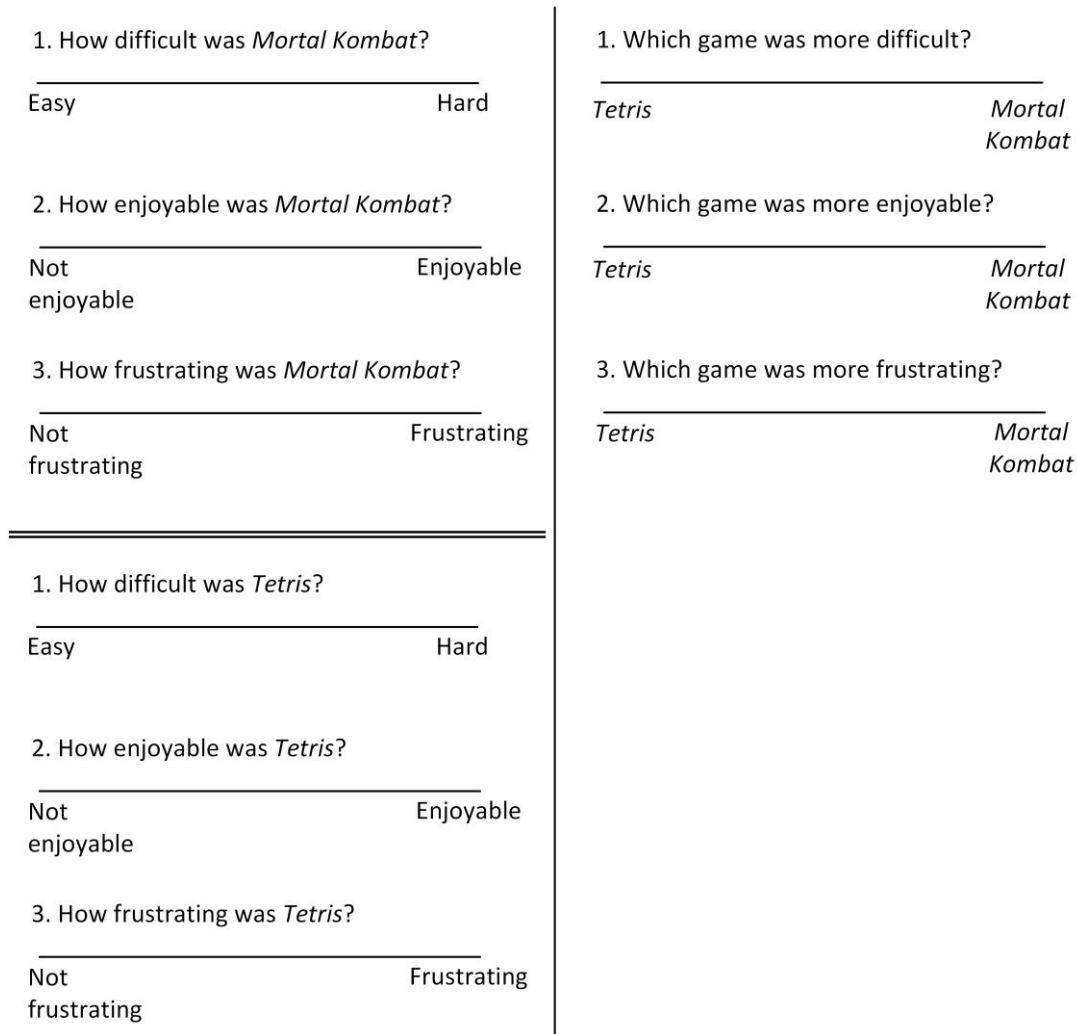 1. How difficult was Mortal Kombat?
Easy Hard
2. How enjoyable was Mortal Kombat?
Not Enjoyable
enjoyable
3. How frustrating was Mortal Kombat?
Not Frustrating
frustrating
1. How difficult was Tetris?
Easy Hard
2. How enjoyable was Tetris?
Not Enjoyable
enjoyable
3. How frustrating was Tetris?
Not Frustrating
frustrating
1. Which game was more difficult?
Tetris Mortal
Kombat
2. Which game was more enjoyable?
Tetris Mortal
Kombat
3. Which game was more frustrating?
Tetris Mortal
Kombat